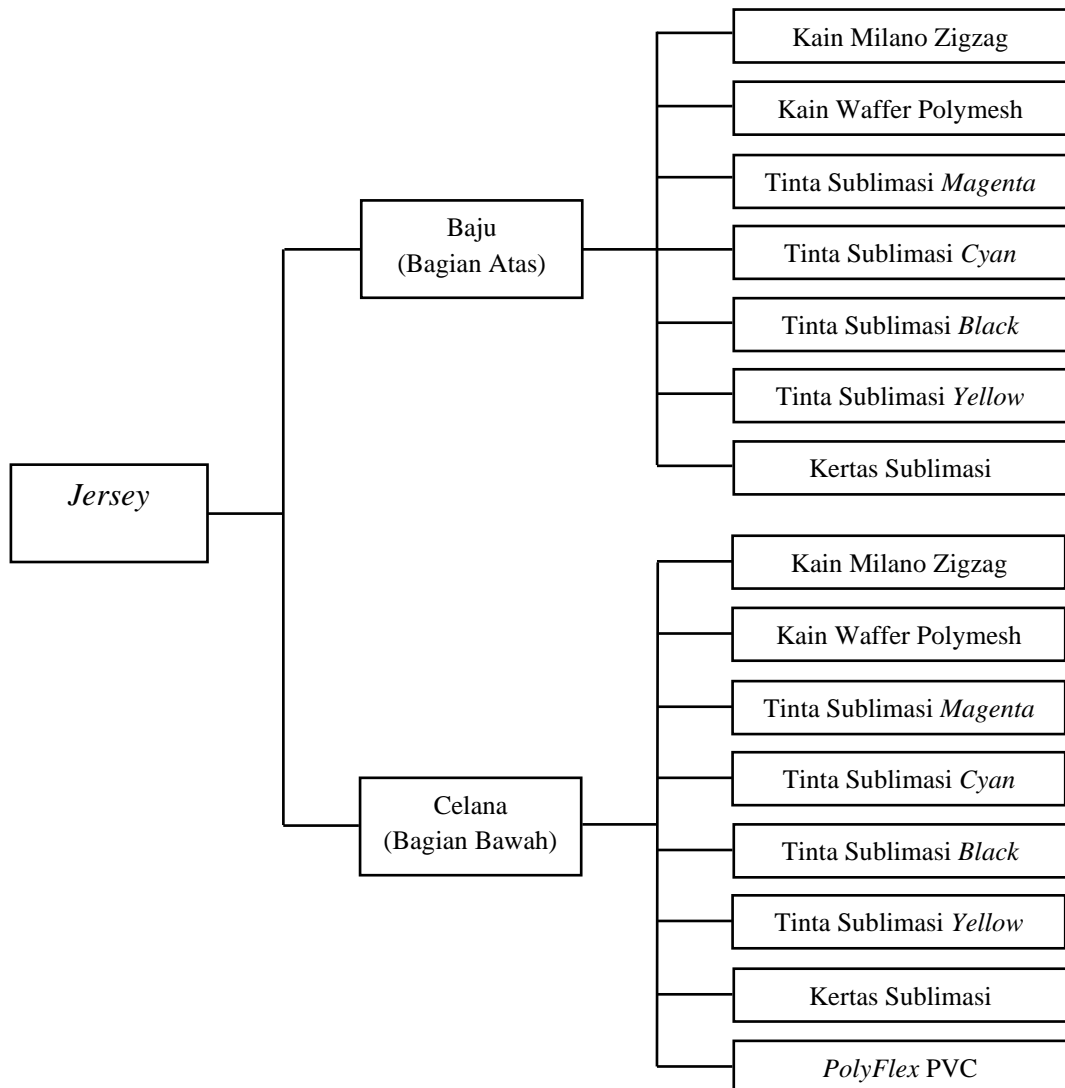 Jersey
Baju
(Bagian Atas)
Kain Milano Zigzag
Kain Waffer Polymesh
Tinta Sublimasi Magenta
Tinta Sublimasi Cyan
Tinta Sublimasi Black
Tinta Sublimasi Yellow
Kertas Sublimasi
Celana
(Bagian Bawah)
Kain Milano Zigzag
Kain Waffer Polymesh
Tinta Sublimasi Magenta
Tinta Sublimasi Cyan
Tinta Sublimasi Black
Tinta Sublimasi Yellow
Kertas Sublimasi
PolyFlex PVC